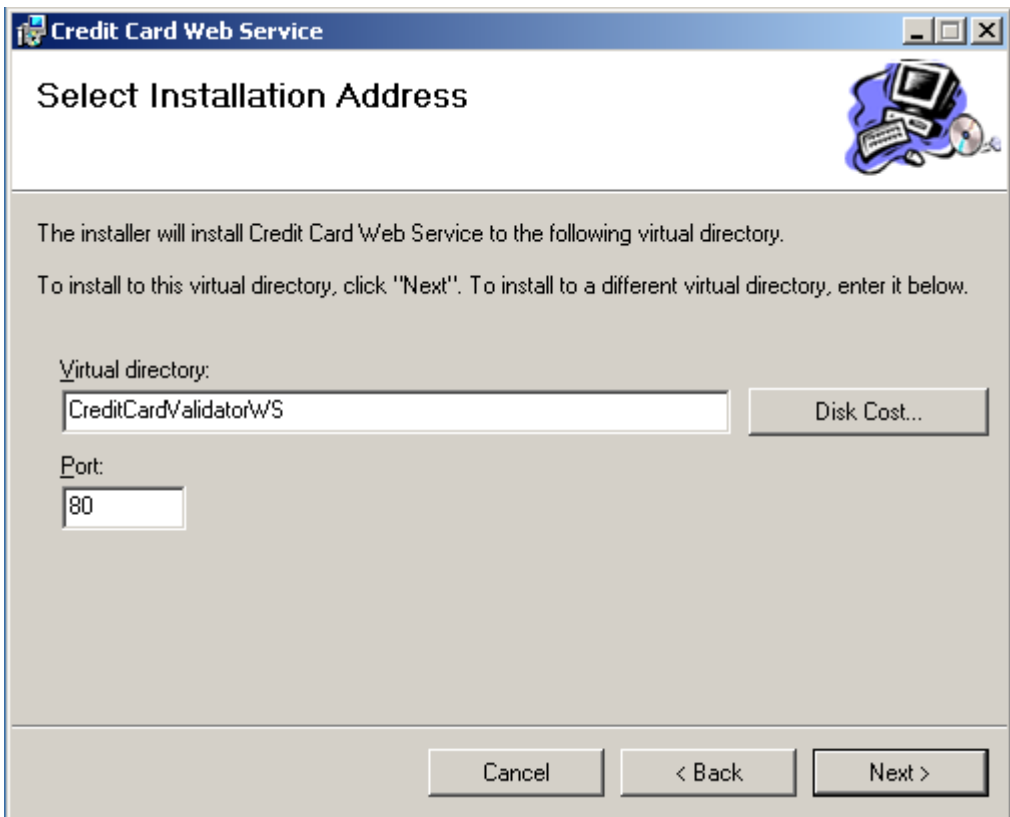 Credit Card Web Service
Select Installation Address
The installer will install Credit Card Web Service to the following virtual directory.
To install to this virtual directory, click "Next". To install to a different virtual directory, enter it below.
Virtual directory:
CreditCardValidatorWS
Disk Cost...
Port:
80
Cancel
< Back
Next >